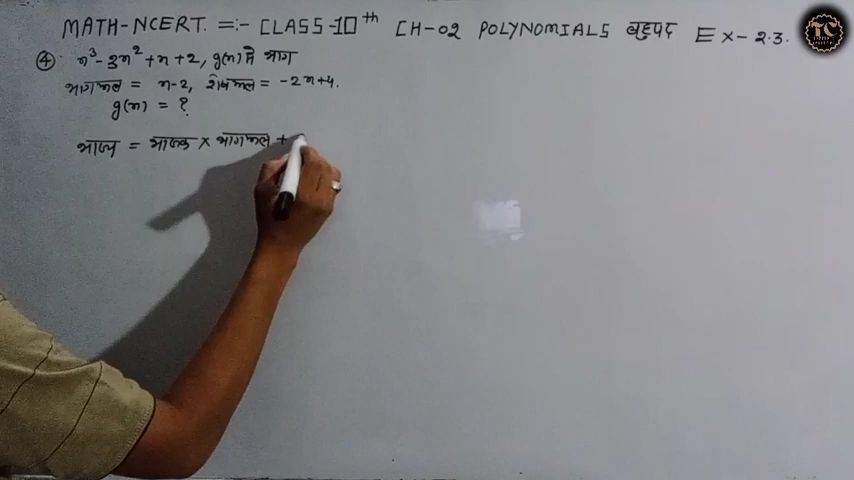 MATH-NCERT. =:- CLASS-10th CH-02 POLYNOMIALS बहुपद Ex-2.3.
④ x³-3x²+x+2, g(x) से भाग
भागफल = x-2, शेषफल = -2x+4.
g(x) = ?
भाज्य = भाजक × भागफल +
TC